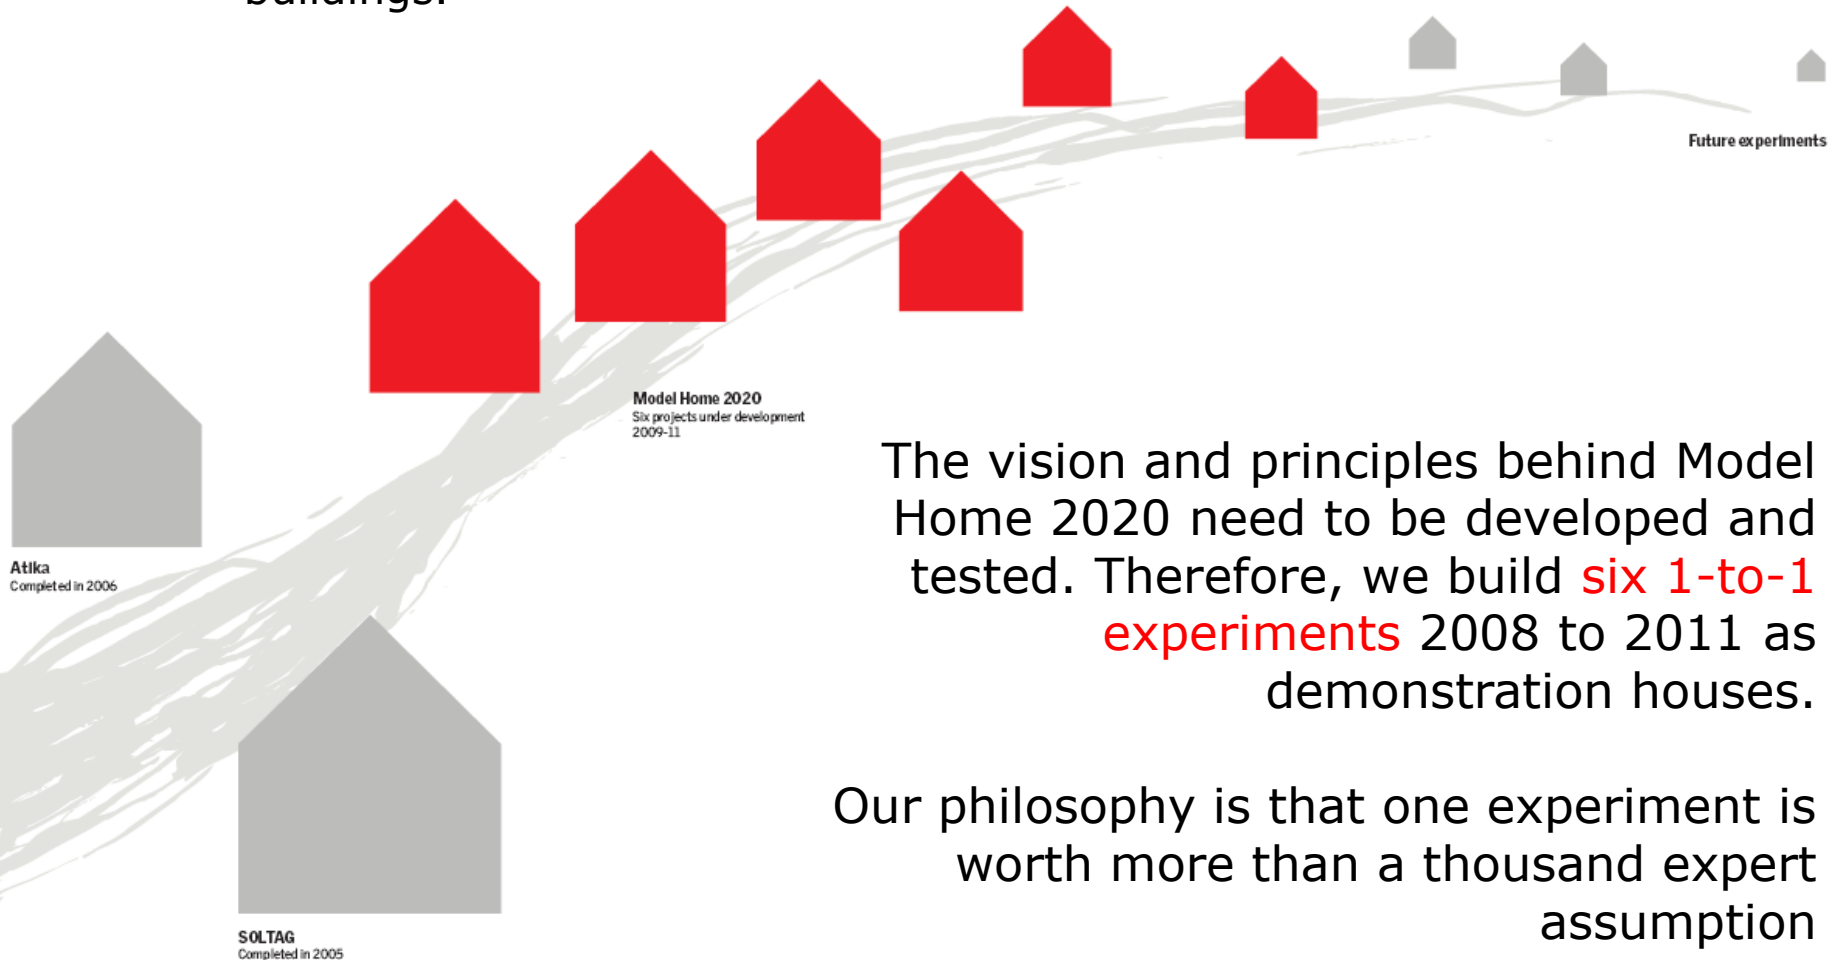 buildings.
Future experiments
Model Home 2020
Six projects under development
2009-11
Atika
Completed in 2006
SOLTAG
Completed in 2005
The vision and principles behind Model
Home 2020 need to be developed and
tested. Therefore, we build six 1-to-1
experiments 2008 to 2011 as
demonstration houses.
Our philosophy is that one experiment is
worth more than a thousand expert
assumption